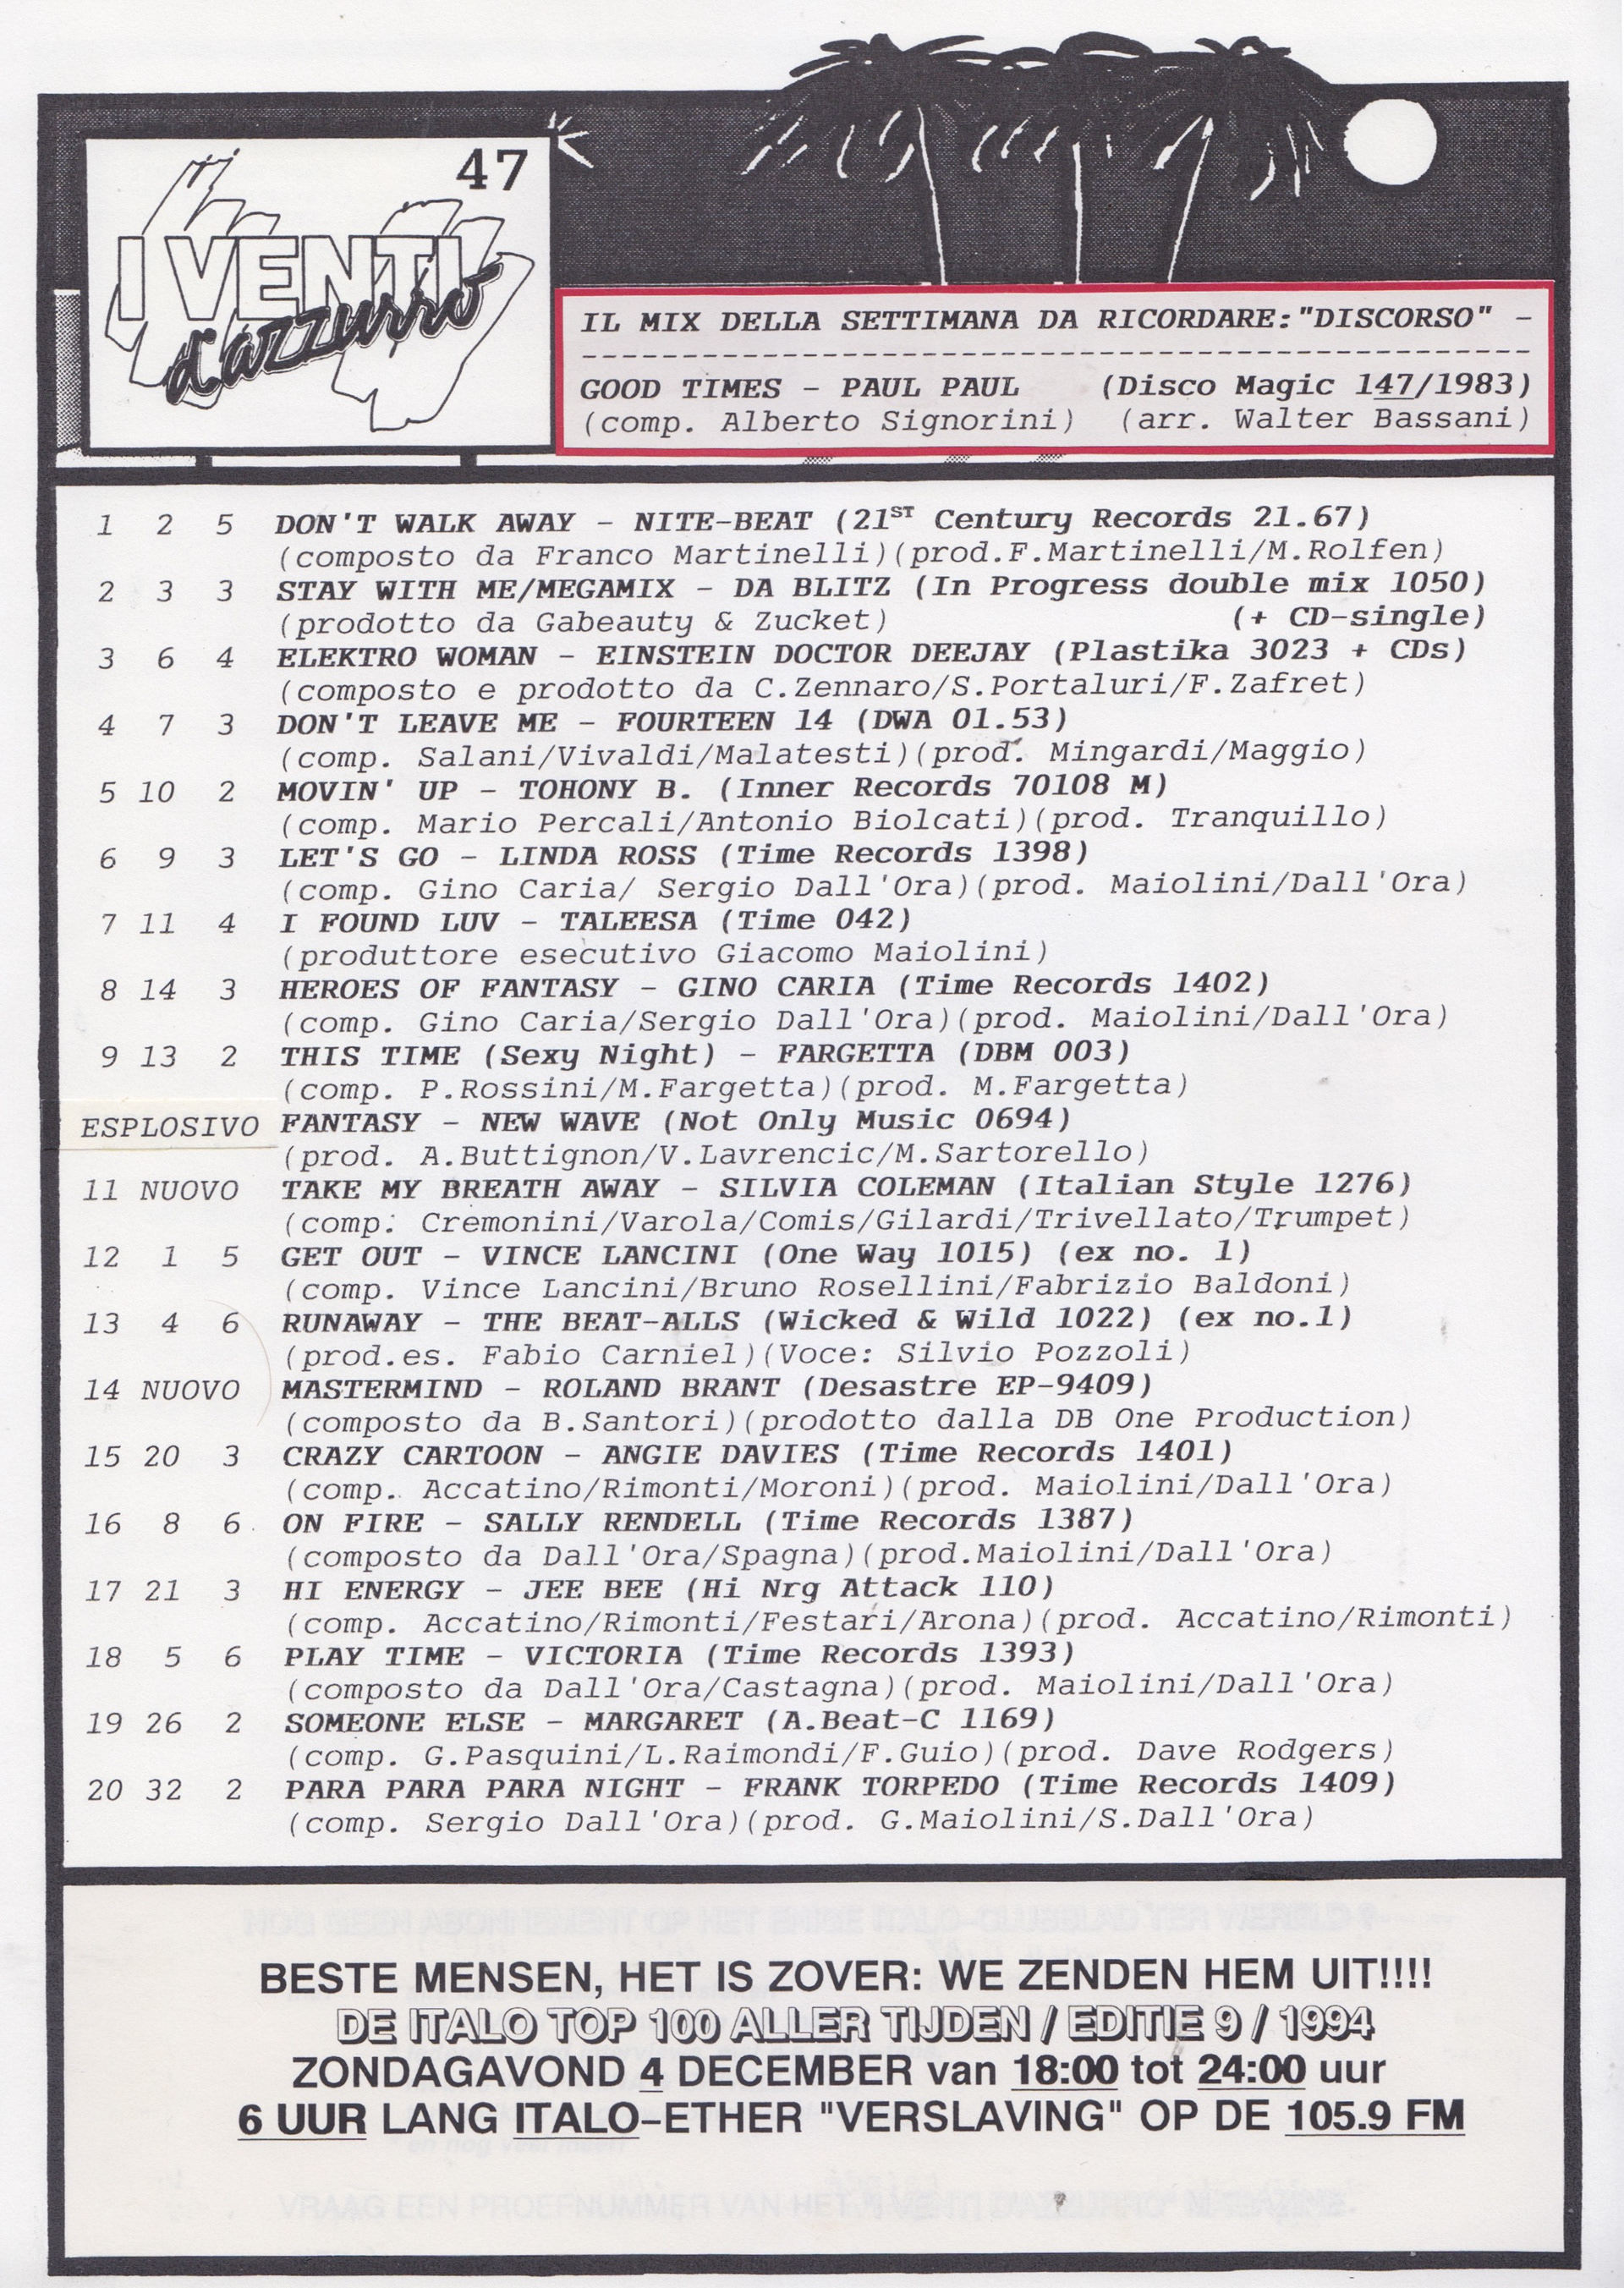 47
I VENTI
d'azzurro
IL MIX DELLA SETTIMANA DA RICORDARE:"DISCORSO" -
------------------------------------------------
GOOD TIMES - PAUL PAUL (Disco Magic 147/1983)
(comp. Alberto Signorini) (arr. Walter Bassani)
1 2 5 DON'T WALK AWAY - NITE-BEAT (21ST Century Records 21.67)
(composto da Franco Martinelli)(prod.F.Martinelli/M.Rolfen)
2 3 3 STAY WITH ME/MEGAMIX - DA BLITZ (In Progress double mix 1050)
(prodotto da Gabeauty & Zucket) (+ CD-single)
3 6 4 ELEKTRO WOMAN - EINSTEIN DOCTOR DEEJAY (Plastika 3023 + CDs)
(composto e prodotto da C.Zennaro/S.Portaluri/F.Zafret)
4 7 3 DON'T LEAVE ME - FOURTEEN 14 (DWA 01.53)
(comp. Salani/Vivaldi/Malatesti)(prod. Mingardi/Maggio)
5 10 2 MOVIN' UP - TOHONY B. (Inner Records 70108 M)
(comp. Mario Percali/Antonio Biolcati)(prod. Tranquillo)
6 9 3 LET'S GO - LINDA ROSS (Time Records 1398)
(comp. Gino Caria/ Sergio Dall'Ora)(prod. Maiolini/Dall'Ora)
7 11 4 I FOUND LUV - TALEESA (Time 042)
(produttore esecutivo Giacomo Maiolini)
8 14 3 HEROES OF FANTASY - GINO CARIA (Time Records 1402)
(comp. Gino Caria/Sergio Dall'Ora)(prod. Maiolini/Dall'Ora)
9 13 2 THIS TIME (Sexy Night) - FARGETTA (DBM 003)
(comp. P.Rossini/M.Fargetta)(prod. M.Fargetta)
ESPLOSIVO FANTASY - NEW WAVE (Not Only Music 0694)
(prod. A.Buttignon/V.Lavrencic/M.Sartorello)
11 NUOVO TAKE MY BREATH AWAY - SILVIA COLEMAN (Italian Style 1276)
(comp. Cremonini/Varola/Comis/Gilardi/Trivellato/Trumpet)
12 1 5 GET OUT - VINCE LANCINI (One Way 1015) (ex no. 1)
(comp. Vince Lancini/Bruno Rosellini/Fabrizio Baldoni)
13 4 6 RUNAWAY - THE BEAT-ALLS (Wicked & Wild 1022) (ex no.1)
(prod.es. Fabio Carniel)(Voce: Silvio Pozzoli)
14 NUOVO MASTERMIND - ROLAND BRANT (Desastre EP-9409)
(composto da B.Santori)(prodotto dalla DB One Production)
15 20 3 CRAZY CARTOON - ANGIE DAVIES (Time Records 1401)
(comp. Accatino/Rimonti/Moroni)(prod. Maiolini/Dall'Ora)
16 8 6 ON FIRE - SALLY RENDELL (Time Records 1387)
(composto da Dall'Ora/Spagna)(prod.Maiolini/Dall'Ora)
17 21 3 HI ENERGY - JEE BEE (Hi Nrg Attack 110)
(comp. Accatino/Rimonti/Festari/Arona)(prod. Accatino/Rimonti)
18 5 6 PLAY TIME - VICTORIA (Time Records 1393)
(composto da Dall'Ora/Castagna)(prod. Maiolini/Dall'Ora)
19 26 2 SOMEONE ELSE - MARGARET (A.Beat-C 1169)
(comp. G.Pasquini/L.Raimondi/F.Guio)(prod. Dave Rodgers)
20 32 2 PARA PARA PARA NIGHT - FRANK TORPEDO (Time Records 1409)
(comp. Sergio Dall'Ora)(prod. G.Maiolini/S.Dall'Ora)
BESTE MENSEN, HET IS ZOVER: WE ZENDEN HEM UIT!!!!
DE ITALO TOP 100 ALLER TIJDEN / EDITIE 9 / 1994
ZONDAGAVOND 4 DECEMBER van 18:00 tot 24:00 uur
6 UUR LANG ITALO-ETHER "VERSLAVING" OP DE 105.9 FM